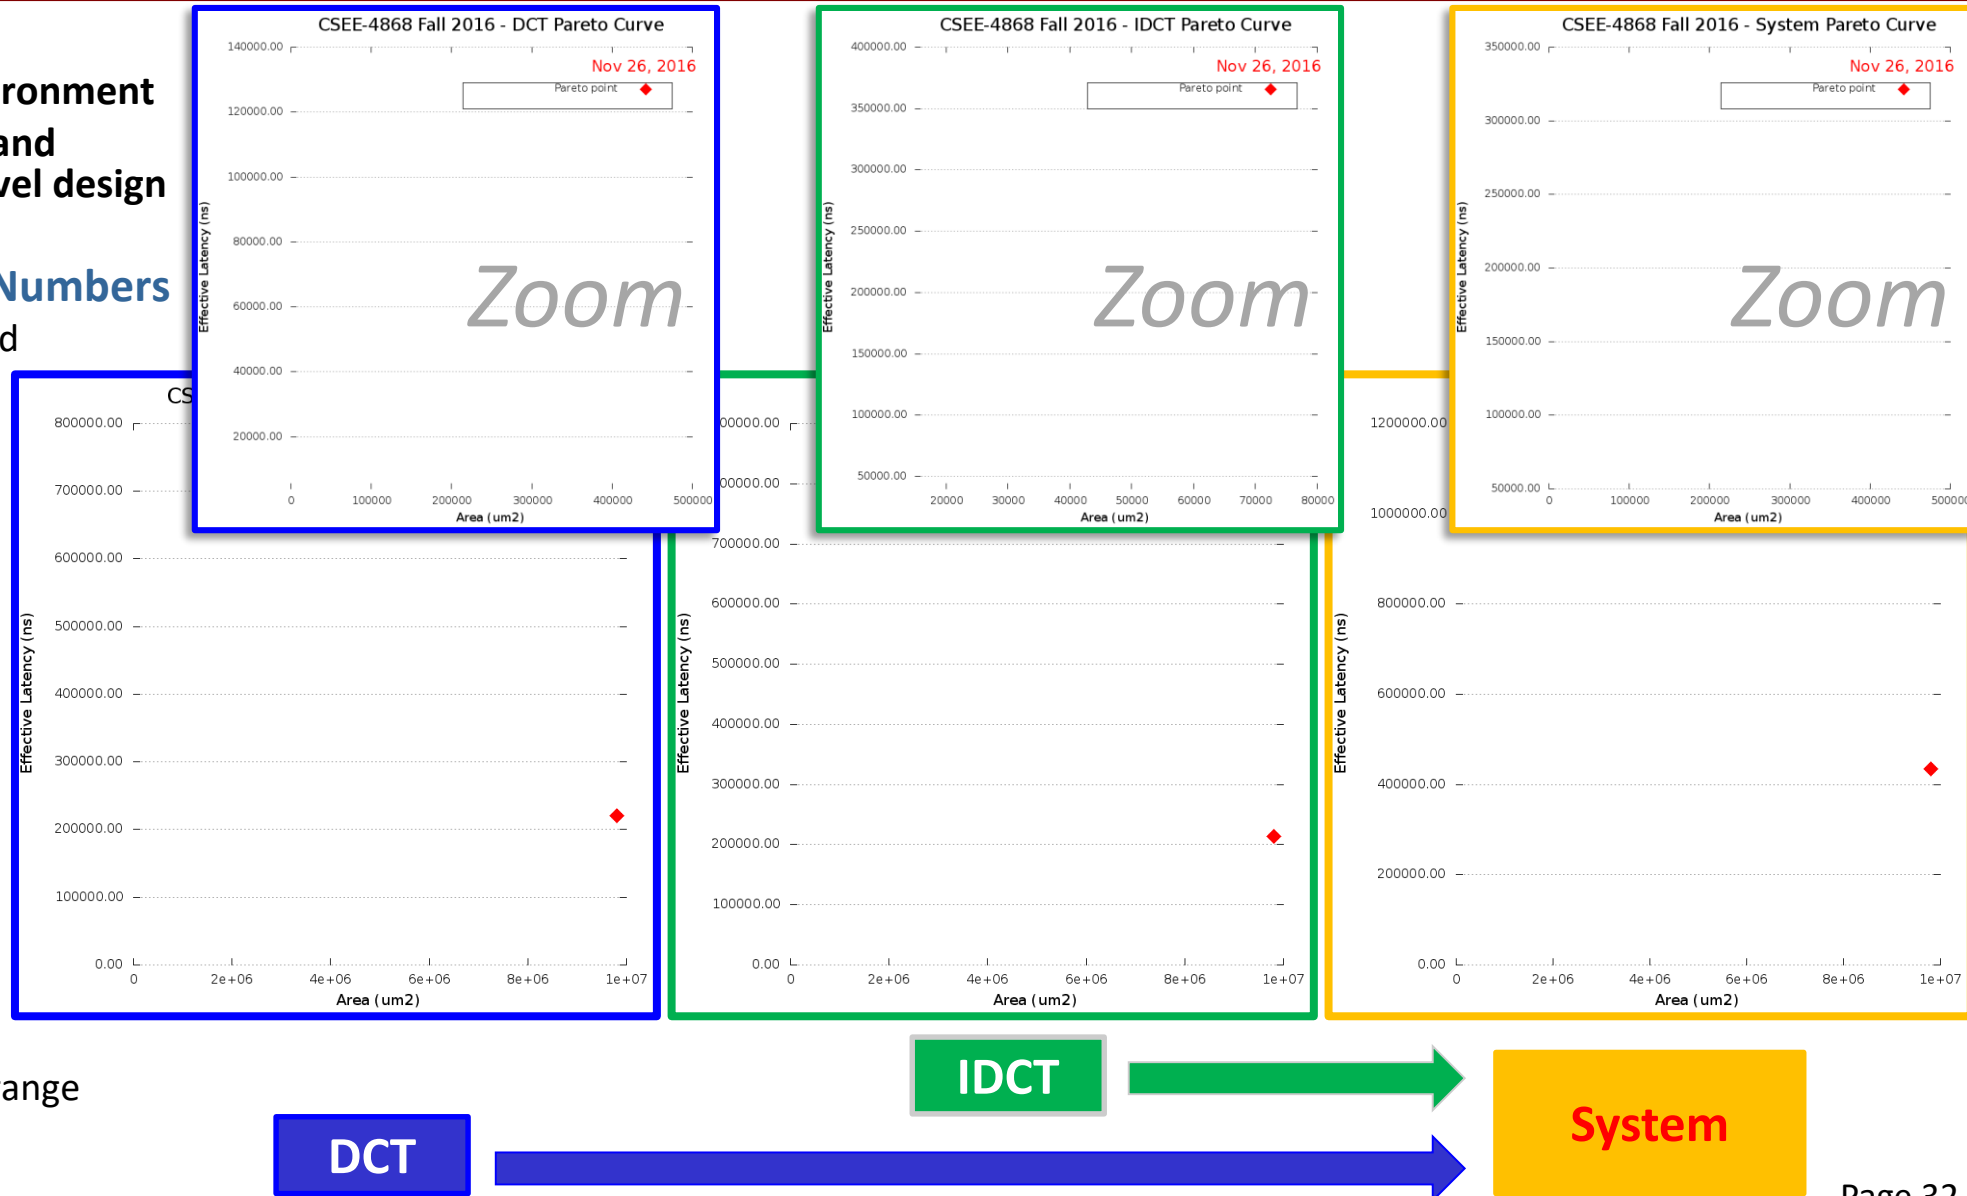 ronment
and
vel design
Numbers
d
CSEE-4868 Fall 2016 - DCT Pareto Curve
Nov 26, 2016
Pareto point
140000.00
120000.00
100000.00
80000.00
60000.00
40000.00
20000.00
Effective Latency (ns)
Zoom
0 100000 200000 300000 400000 500000
Area (um2)
CSEE-4868 Fall 2016 - IDCT Pareto Curve
Nov 26, 2016
Pareto point
400000.00
350000.00
300000.00
250000.00
200000.00
150000.00
100000.00
50000.00
Effective Latency (ns)
Zoom
20000 30000 40000 50000 60000 70000 80000
Area (um2)
CSEE-4868 Fall 2016 - System Pareto Curve
Nov 26, 2016
Pareto point
350000.00
300000.00
250000.00
200000.00
150000.00
100000.00
50000.00
Effective Latency (ns)
Zoom
0 100000 200000 300000 400000 500000
Area (um2)
CS
800000.00
700000.00
600000.00
500000.00
400000.00
300000.00
200000.00
100000.00
0.00
Effective Latency (ns)
0 2e+06 4e+06 6e+06 8e+06 1e+07
Area (um2)
00000.00
00000.00
700000.00
600000.00
500000.00
400000.00
300000.00
200000.00
100000.00
0.00
Effective Latency (ns)
0 2e+06 4e+06 6e+06 8e+06 1e+07
Area (um2)
1200000.00
1000000.00
800000.00
600000.00
400000.00
200000.00
0.00
Effective Latency (ns)
0 2e+06 4e+06 6e+06 8e+06 1e+07
Area (um2)
ange
IDCT
DCT
System
Page 32